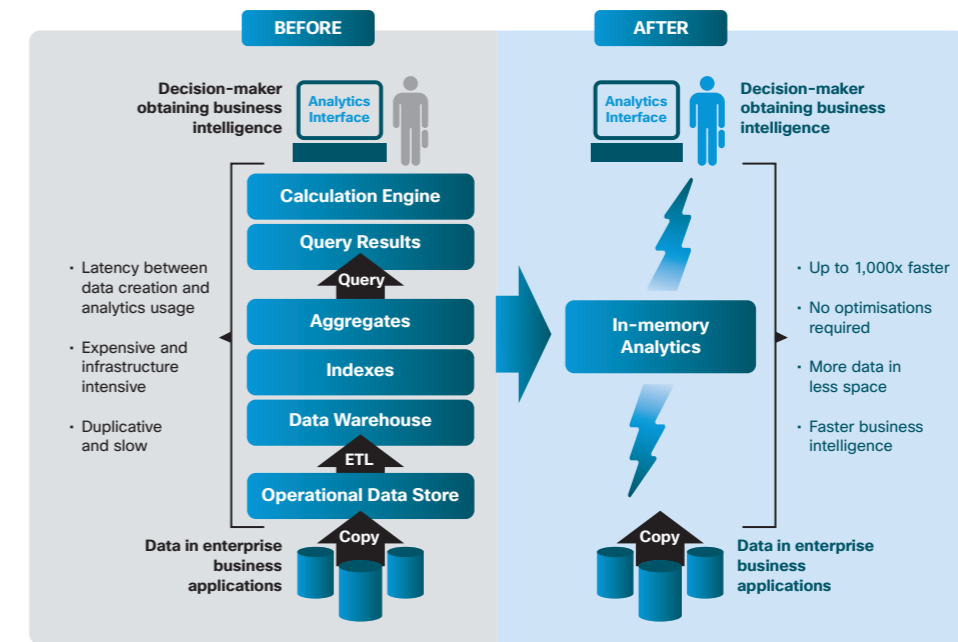 BEFORE
Decision-maker
obtaining business
intelligence
Analytics
Interface
Calculation Engine
Query Results
Query
Aggregates
Indexes
Data Warehouse
ETL
Operational Data Store
Copy
Data in enterprise
business
applications
· Latency between
data creation and
analytics usage
· Expensive and
infrastructure
intensive
· Duplicative
and slow
AFTER
Analytics
Interface
Decision-maker
obtaining business
intelligence
In-memory
Analytics
· Up to 1,000x faster
· No optimisations
required
· More data in
less space
· Faster business
intelligence
Copy
Data in enterprise
business
applications